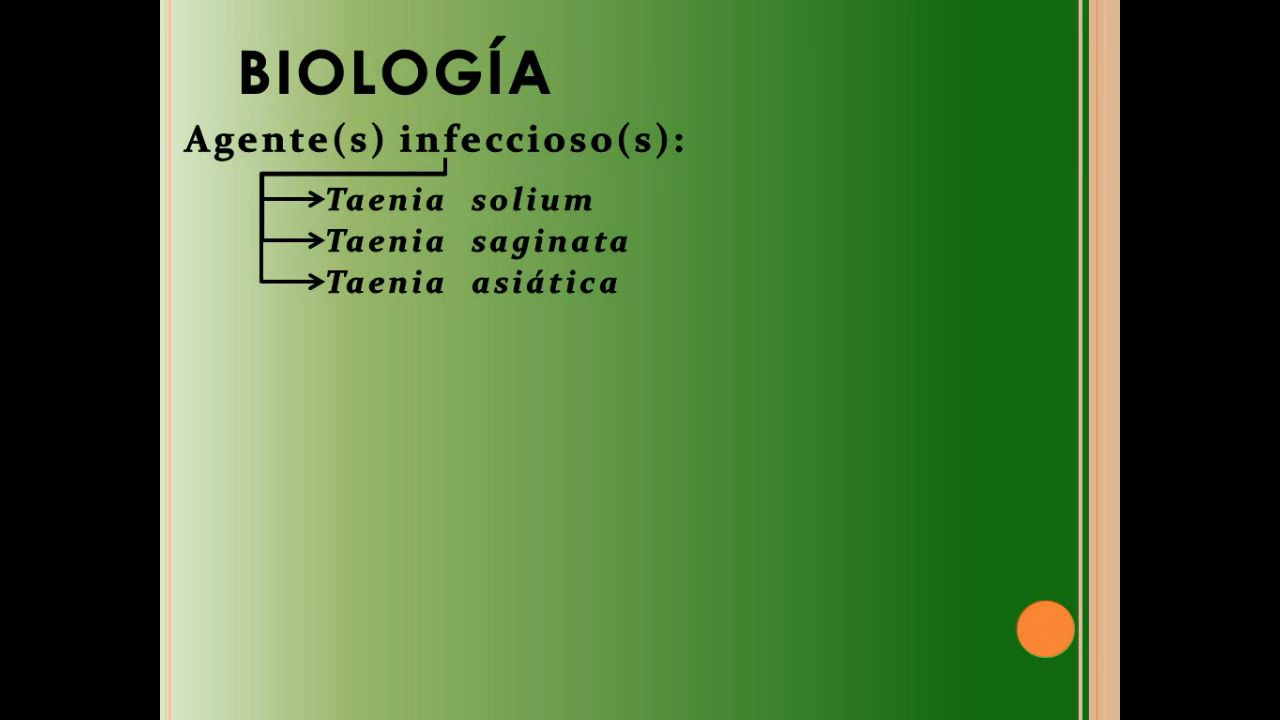 BIOLOGÍA
Agente(s) infeccioso(s):
Taenia solium
Taenia saginata
Taenia asiática